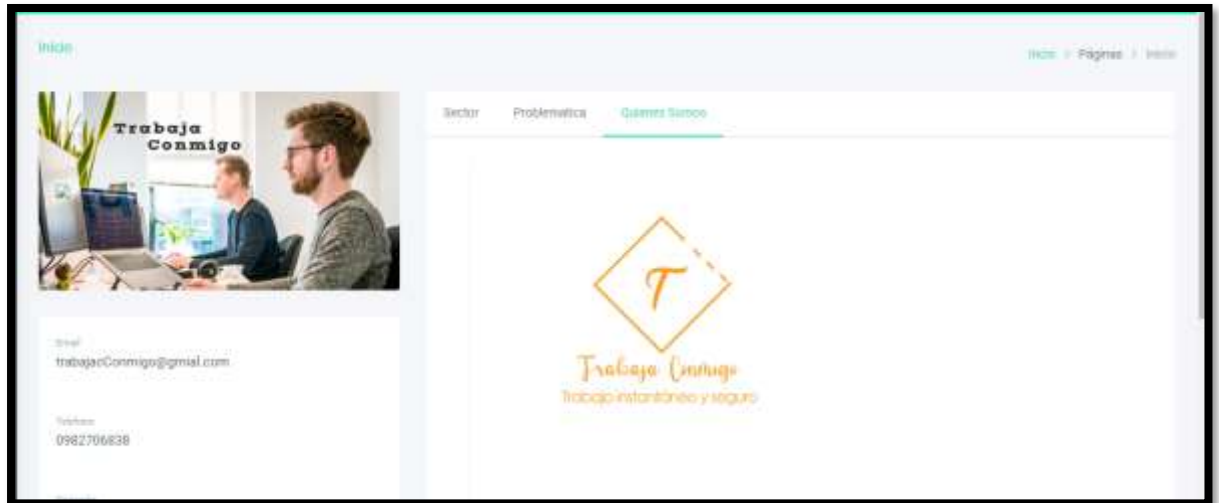 Inicio
Inicio > Páginas > Inicio
Trabaja
Conmigo
Sector Problematica Quienes Somos
T
Trabaja Conmigo
Trabajo instantáneo y seguro
Email
trabajacConmigo@gmial.com
Teléfono
0982706838